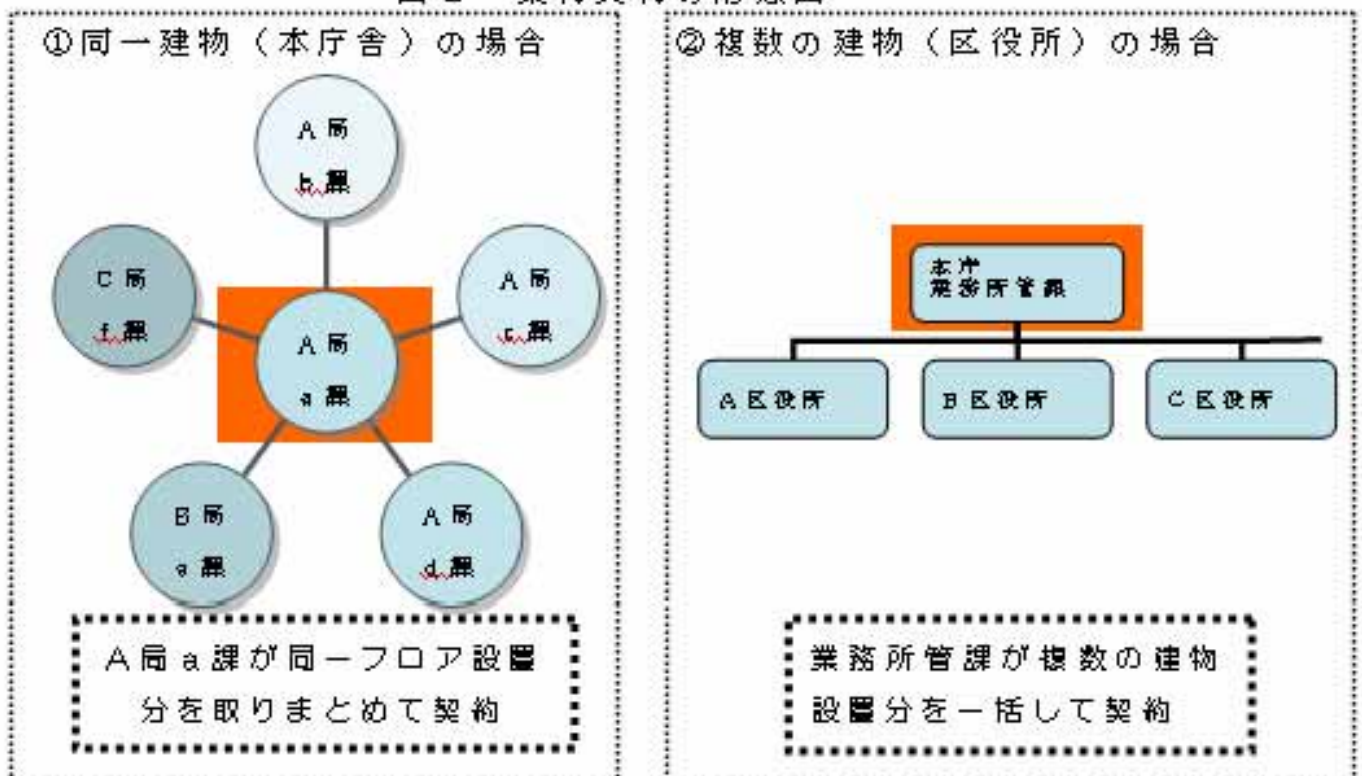 ①同一建物（本庁舎）の場合
A局
b課
C局
f課
A局
c課
A局
a課
B局
e課
A局
d課
A局a課が同一フロア設置
分を取りまとめて契約
②複数の建物（区役所）の場合
本庁
業務所管課
A区役所
B区役所
C区役所
業務所管課が複数の建物
設置分を一括して契約